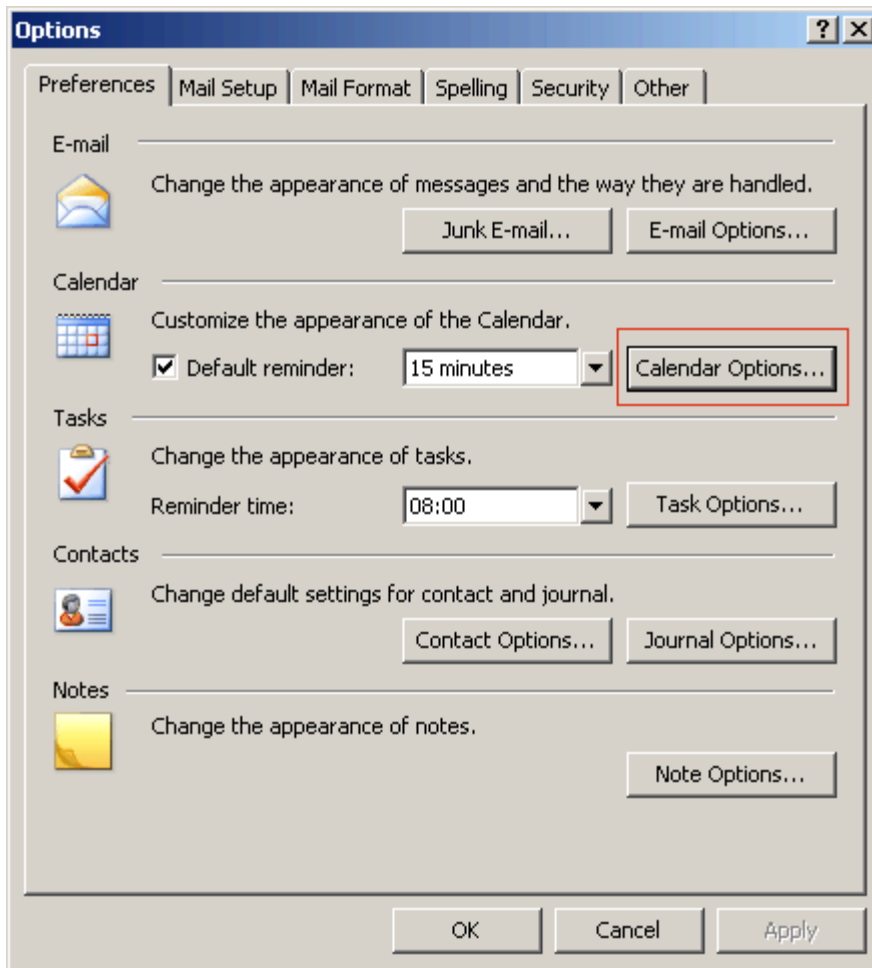 Options
Preferences Mail Setup Mail Format Spelling Security Other
E-mail
Change the appearance of messages and the way they are handled.
Junk E-mail... E-mail Options...
Calendar
Customize the appearance of the Calendar.
Default reminder: 15 minutes Calendar Options...
Tasks
Change the appearance of tasks.
Reminder time: 08:00 Task Options...
Contacts
Change default settings for contact and journal.
Contact Options... Journal Options...
Notes
Change the appearance of notes.
Note Options...
OK Cancel Apply